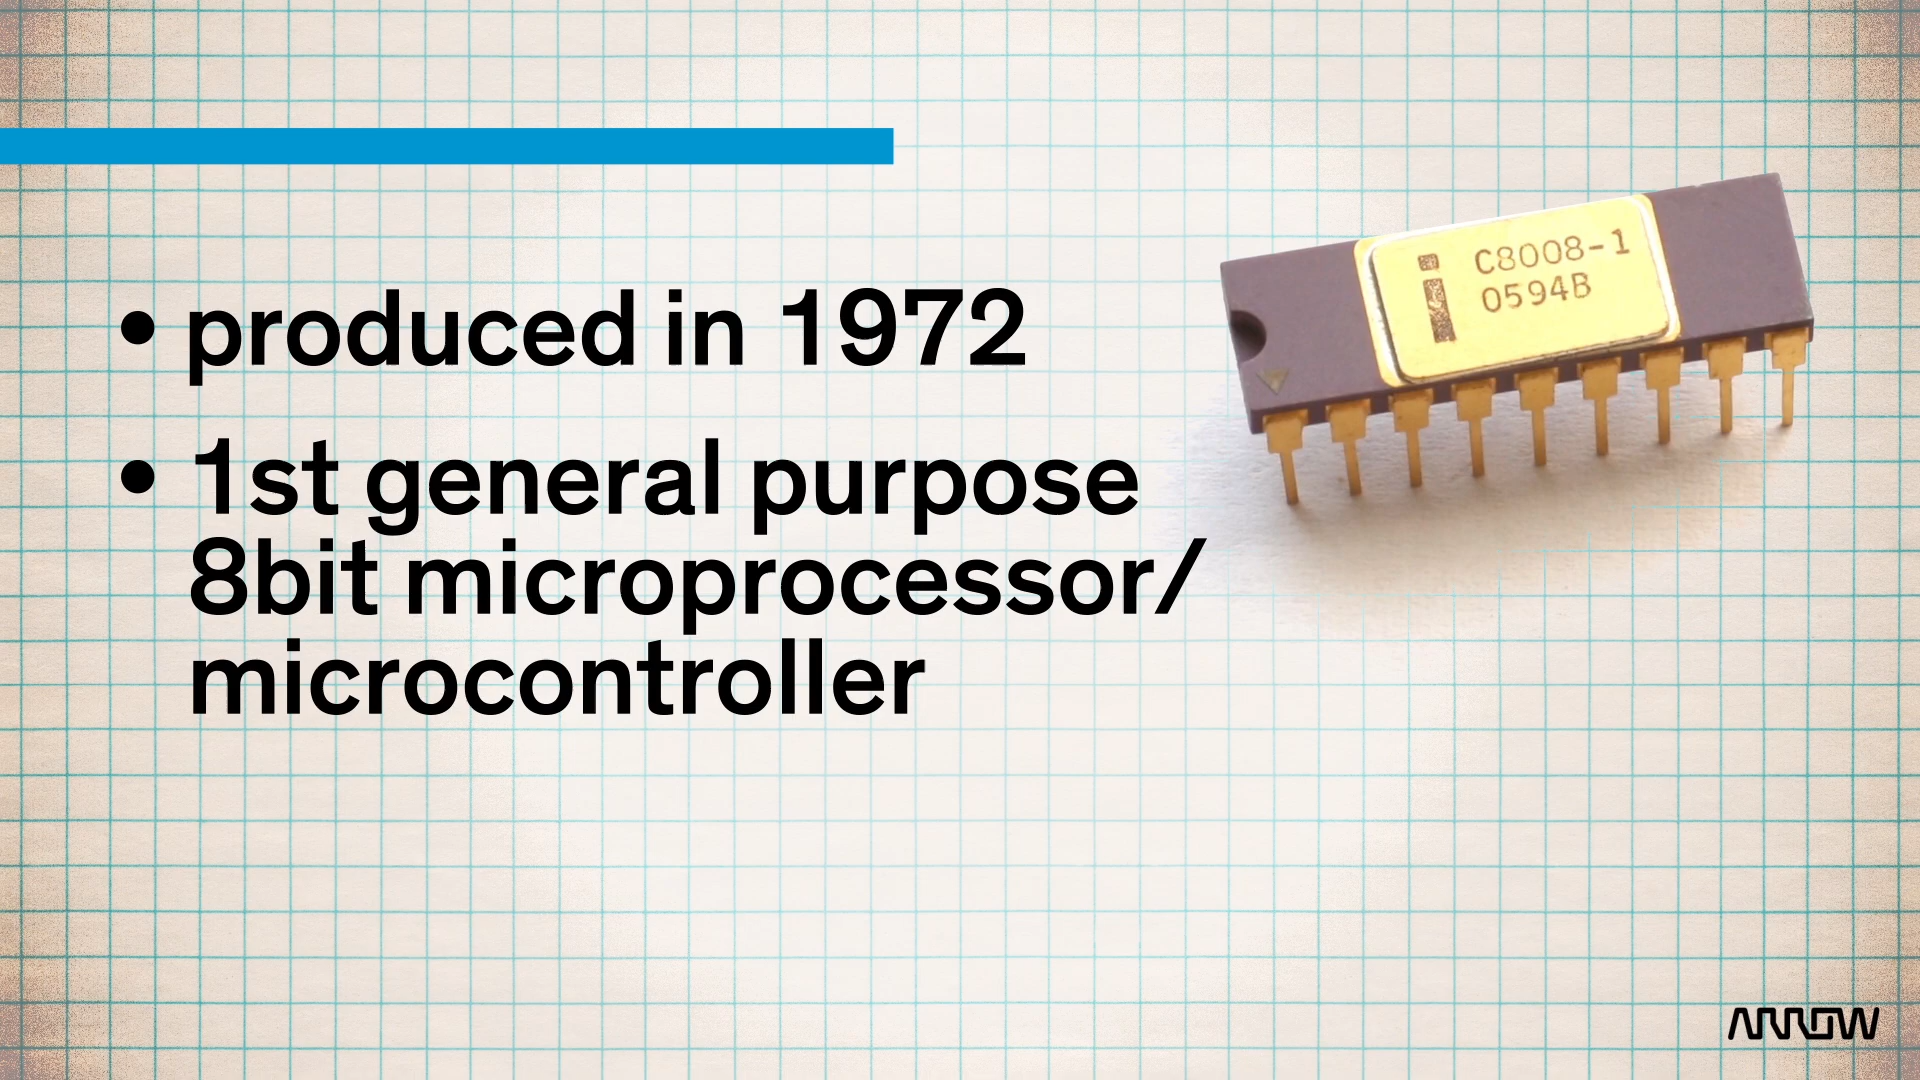 • produced in 1972
• 1st general purpose
8bit microprocessor/
microcontroller
i C8008-1
0594B
ARROW